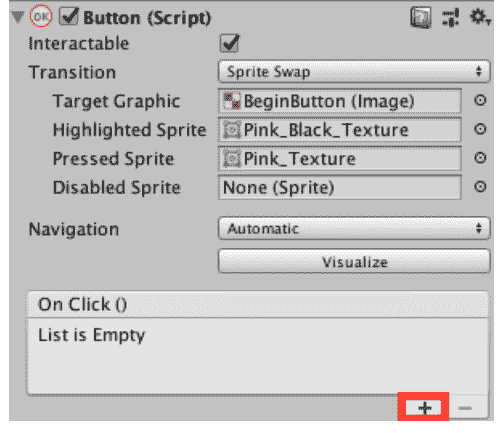 OK Button (Script)
Interactable
Transition Sprite Swap
Target Graphic BeginButton (Image)
Highlighted Sprite Pink_Black_Texture
Pressed Sprite Pink_Texture
Disabled Sprite None (Sprite)
Navigation Automatic
Visualize
On Click ()
List is Empty